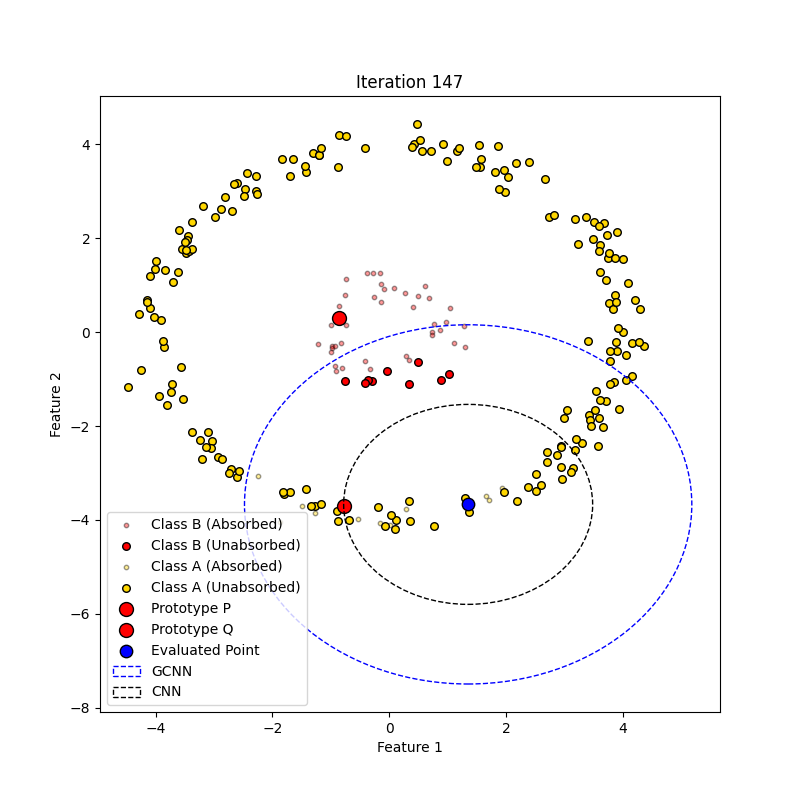 Iteration 147
4
2
0
−2
−4
−6
−8
Feature 2
Class B (Absorbed)
Class B (Unabsorbed)
Class A (Absorbed)
Class A (Unabsorbed)
Prototype P
Prototype Q
Evaluated Point
GCNN
CNN
−4 −2 0 2 4
Feature 1